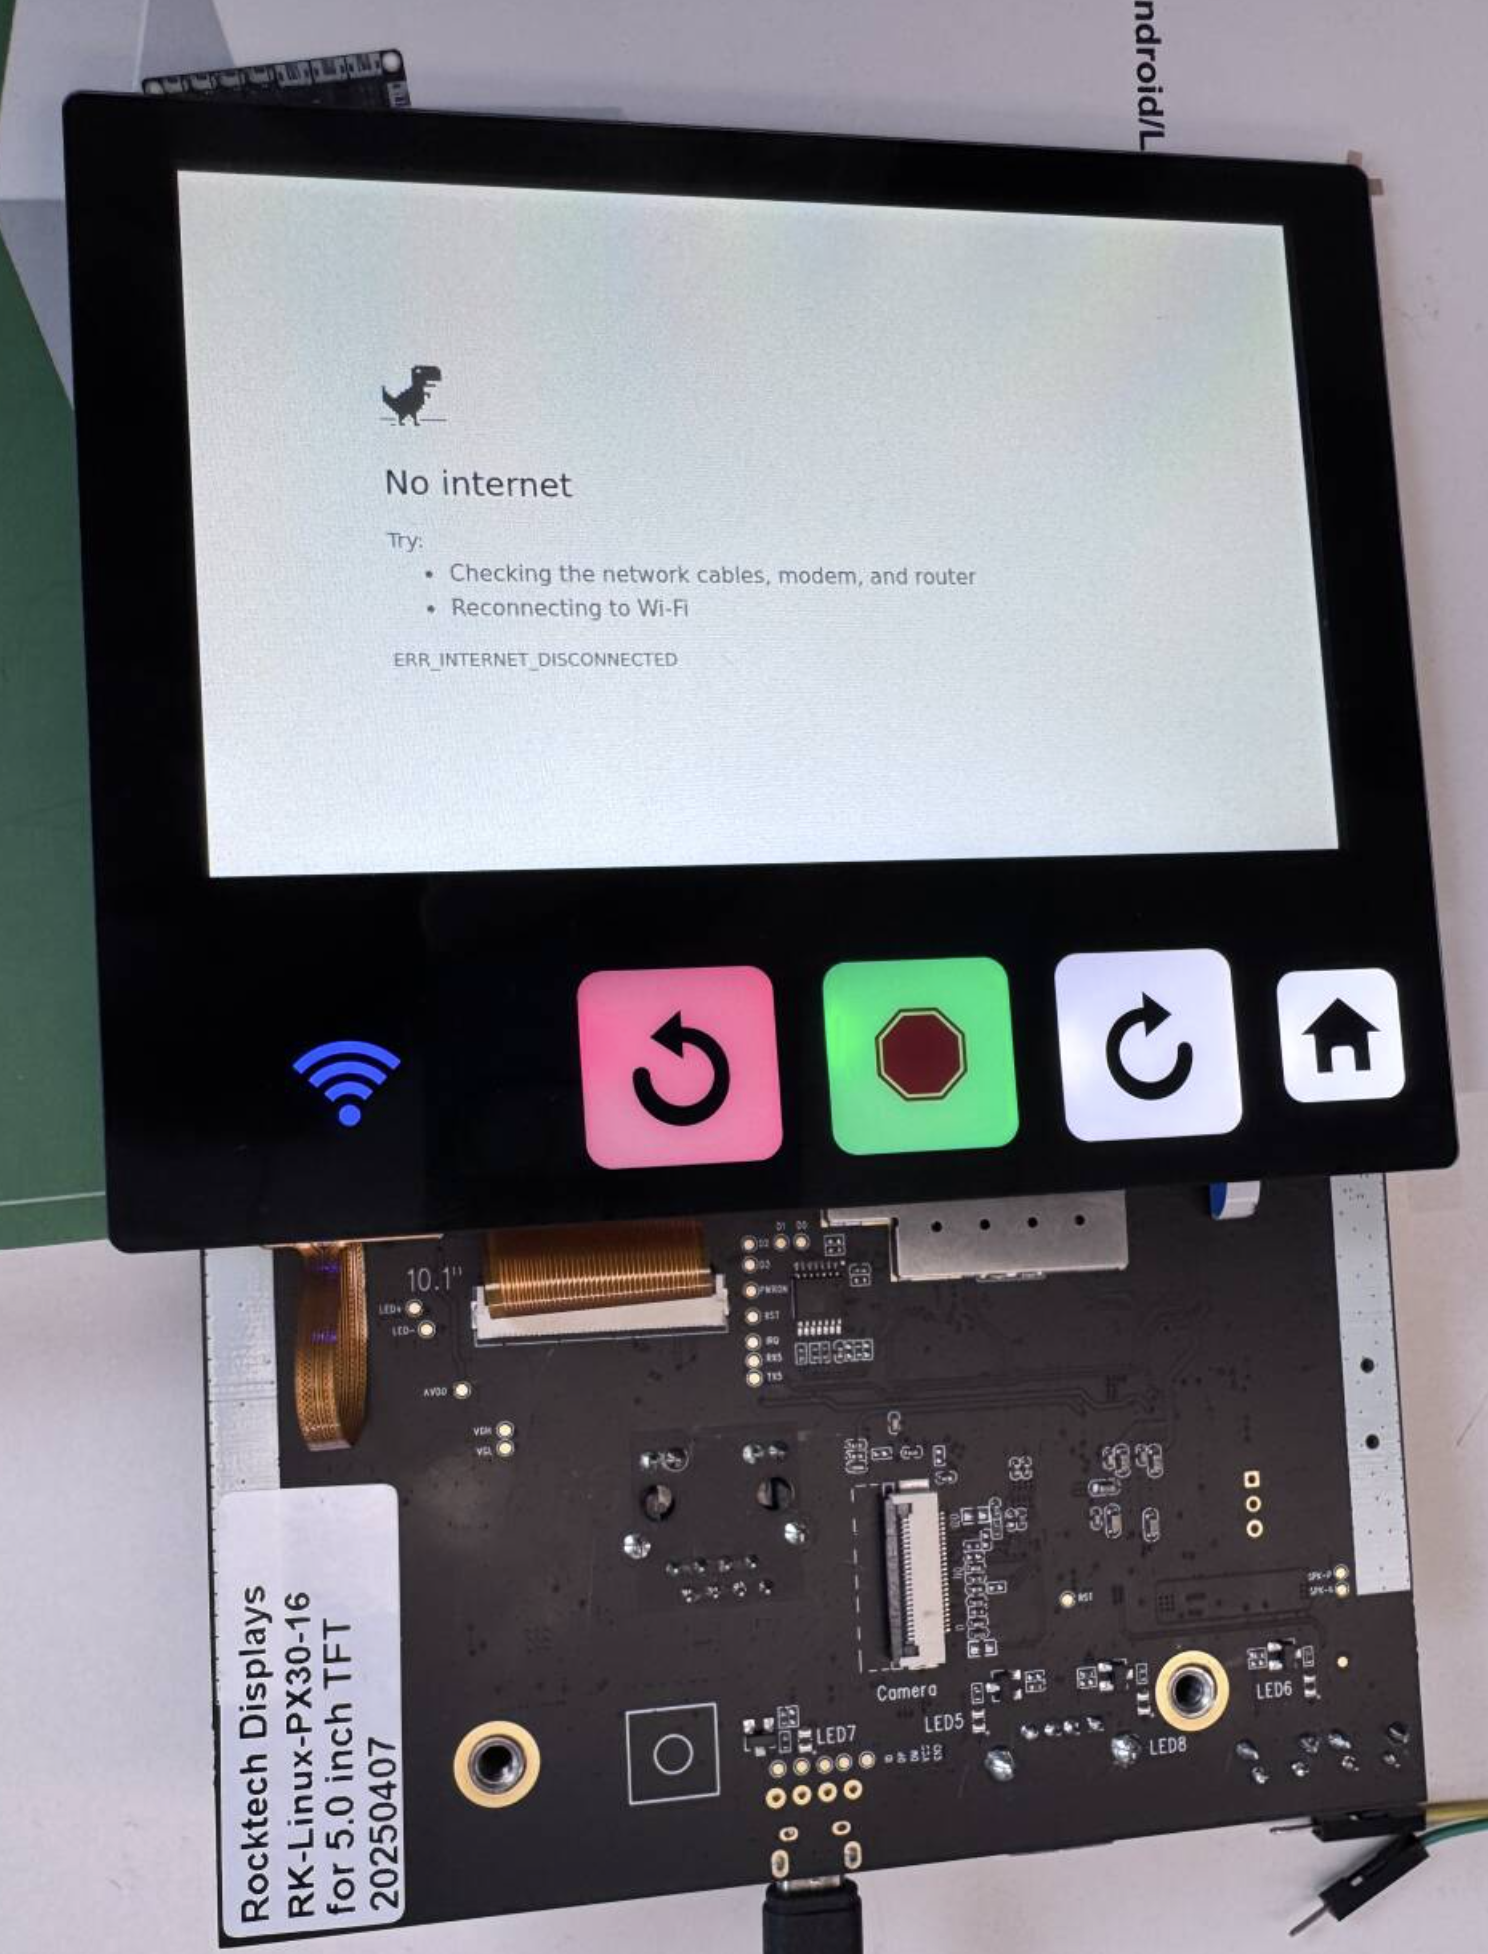 ndroid/L
No internet
Try:
• Checking the network cables, modem, and router
• Reconnecting to Wi-Fi
ERR_INTERNET_DISCONNECTED
10.1"
LED+
LED-
AVDD
VGH
VGL
D1 D0
D2
D3
PWRON
RST
IRQ
RX5
TX5
RST
SPK-P
SPK-N
Camera
LED5
LED6
LED7
LED8
Rocktech Displays
RK-Linux-PX30-16
for 5.0 inch TFT
20250407